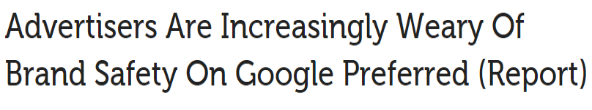 Advertisers Are Increasingly Weary Of
Brand Safety On Google Preferred (Report)